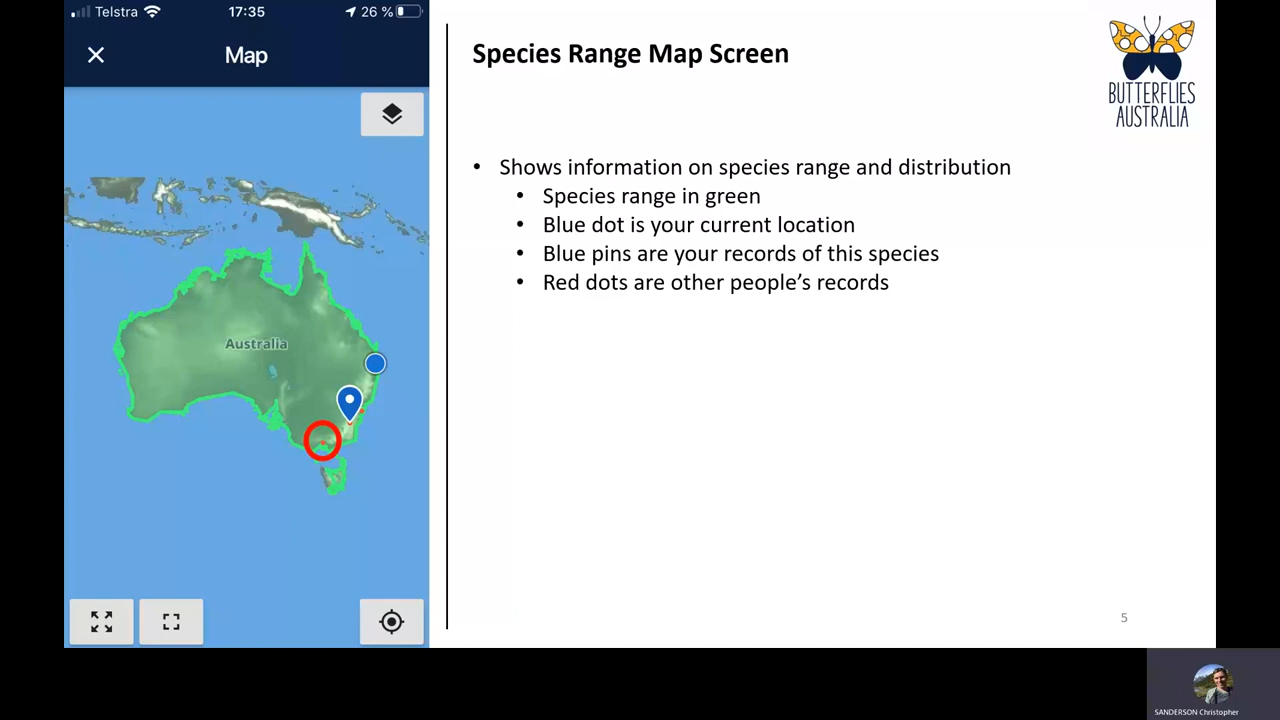 Telstra 17:35 26 %
Map
Species Range Map Screen
BUTTERFLIES
AUSTRALIA
• Shows information on species range and distribution
• Species range in green
• Blue dot is your current location
• Blue pins are your records of this species
• Red dots are other people’s records
Australia
5
SANDERSON Christopher